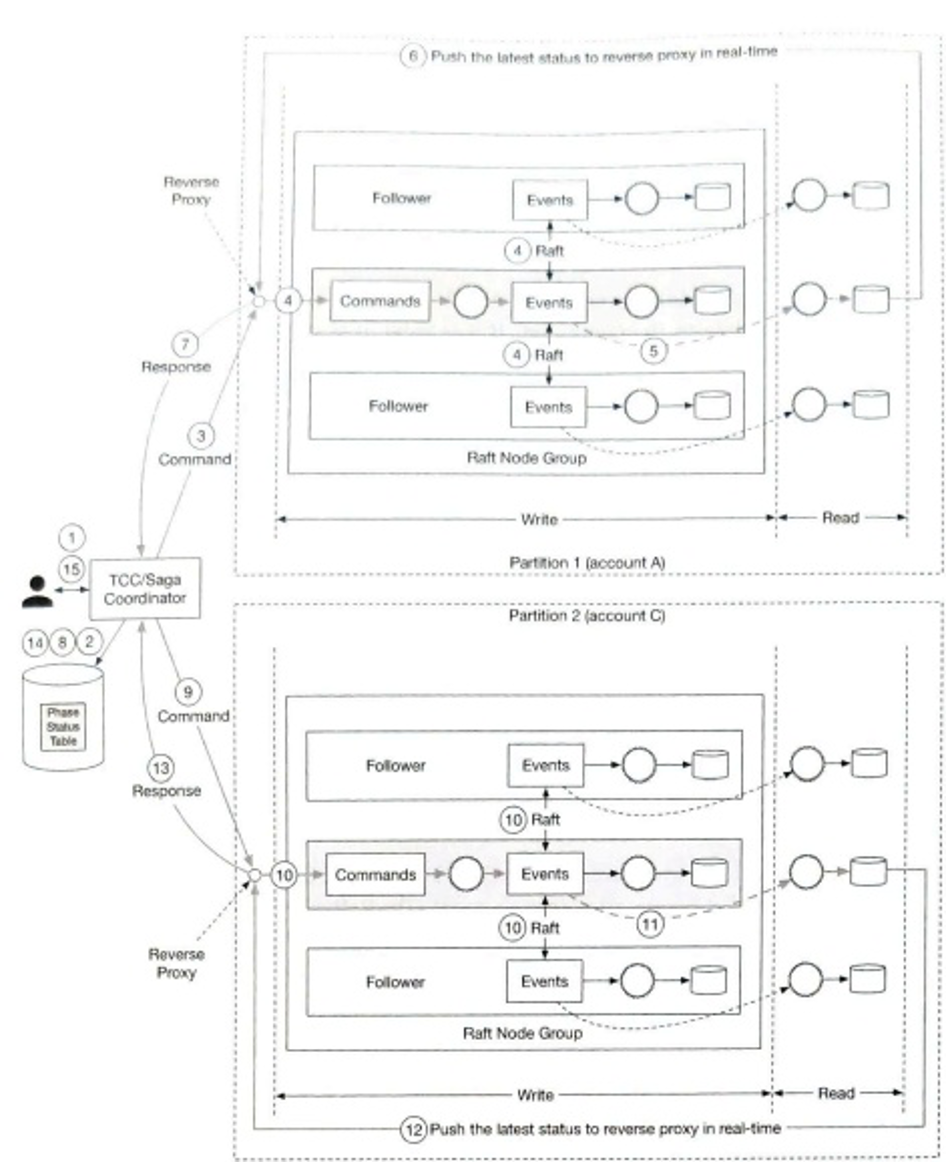 6 Push the latest status to reverse proxy in real-time
Reverse
Proxy
Follower
Events
4 Raft
4
Commands
Events
7
Response
4 Raft
5
3
Command
Follower
Events
Raft Node Group
Write
Read
Partition 1 (account A)
1
15
TCC/Saga
Coordinator
14 8 2
Phase
Status
Table
9
Command
13
Response
Partition 2 (account C)
Follower
Events
10 Raft
10
Commands
Events
10 Raft
11
Reverse
Proxy
Follower
Events
Raft Node Group
Write
Read
12 Push the latest status to reverse proxy in real-time